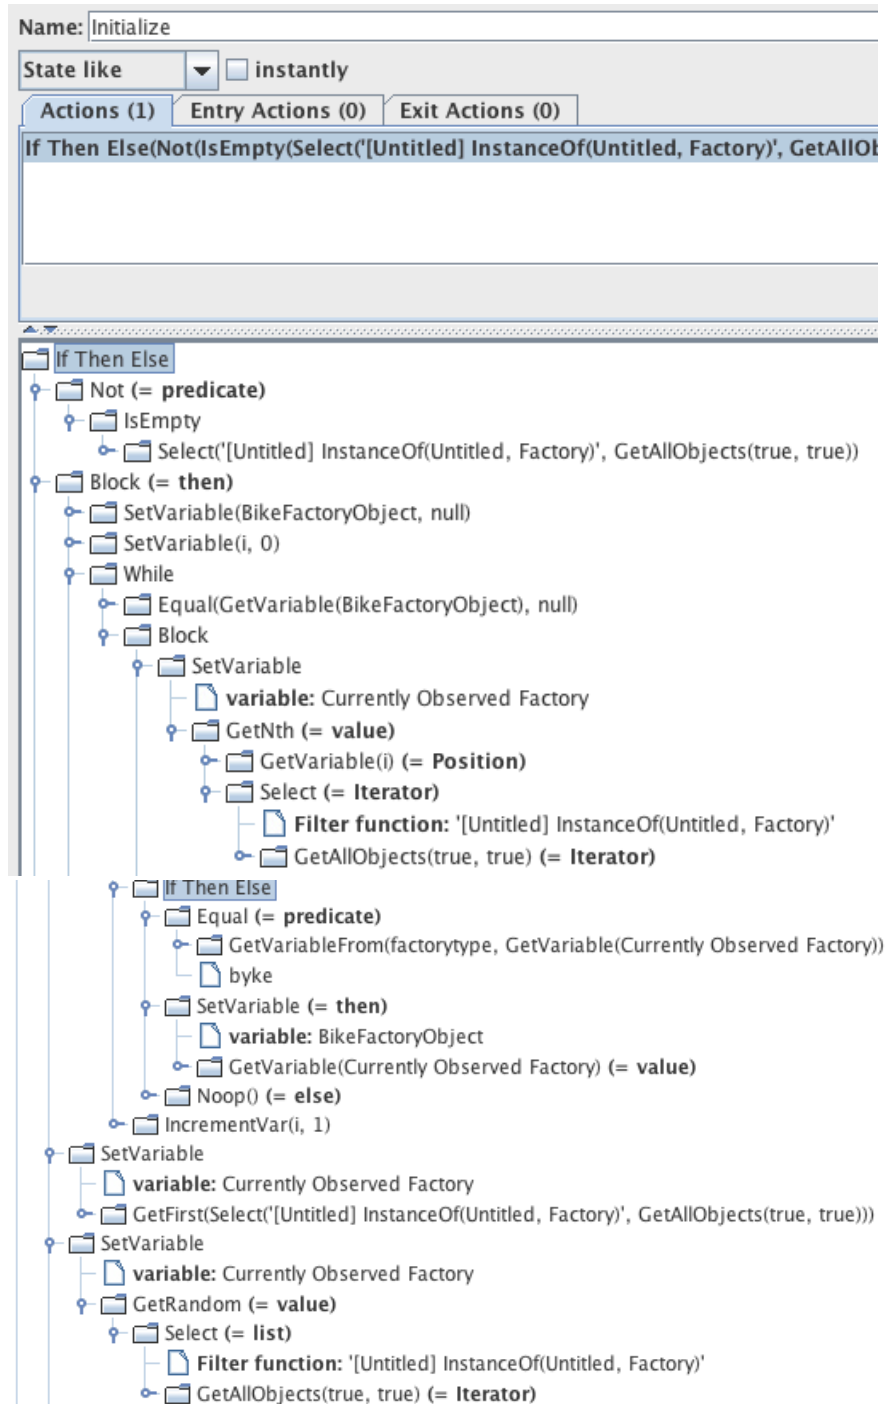 Name: Initialize
State like instantly
Actions (1) Entry Actions (0) Exit Actions (0)
If Then Else(Not(IsEmpty(Select('[Untitled] InstanceOf(Untitled, Factory)', GetAllOb
If Then Else
Not (= predicate)
IsEmpty
Select('[Untitled] InstanceOf(Untitled, Factory)', GetAllObjects(true, true))
Block (= then)
SetVariable(BikeFactoryObject, null)
SetVariable(i, 0)
While
Equal(GetVariable(BikeFactoryObject), null)
Block
SetVariable
variable: Currently Observed Factory
GetNth (= value)
GetVariable(i) (= Position)
Select (= Iterator)
Filter function: '[Untitled] InstanceOf(Untitled, Factory)'
GetAllObjects(true, true) (= Iterator)
If Then Else
Equal (= predicate)
GetVariableFrom(factorytype, GetVariable(Currently Observed Factory))
byke
SetVariable (= then)
variable: BikeFactoryObject
GetVariable(Currently Observed Factory) (= value)
Noop() (= else)
IncrementVar(i, 1)
SetVariable
variable: Currently Observed Factory
GetFirst(Select('[Untitled] InstanceOf(Untitled, Factory)', GetAllObjects(true, true)))
SetVariable
variable: Currently Observed Factory
GetRandom (= value)
Select (= list)
Filter function: '[Untitled] InstanceOf(Untitled, Factory)'
GetAllObjects(true, true) (= Iterator)